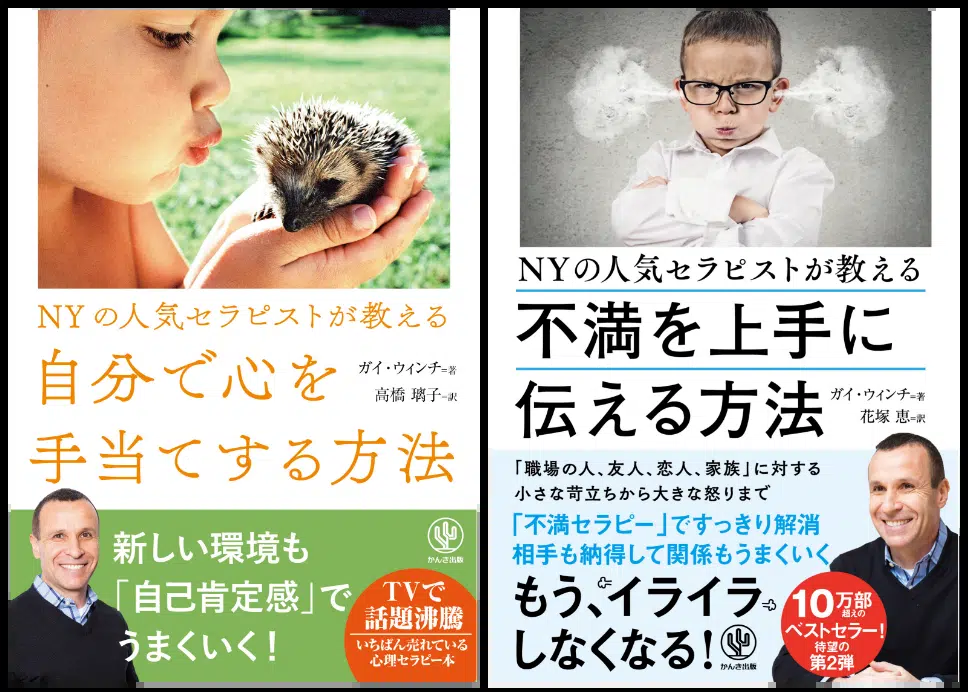 NYの人気セラピストが教える
自分で心を
手当てする方法
ガイ・ウィンチ=著
高橋 璃子=訳
新しい環境も
「自己肯定感」で
うまくいく!
かんき出版
TVで
話題沸騰
いちばん売れている
心理セラピー本
NYの人気セラピストが教える
不満を上手に
伝える方法
ガイ・ウィンチ=著
花塚 恵=訳
「職場の人、友人、恋人、家族」に対する
小さな苛立ちから大きな怒りまで
「不満セラピー」ですっきり解消
相手も納得して関係もうまくいく
もう、イライラ
しなくなる!
かんき出版
10万部
超えの
ベストセラー!
待望の
第2弾